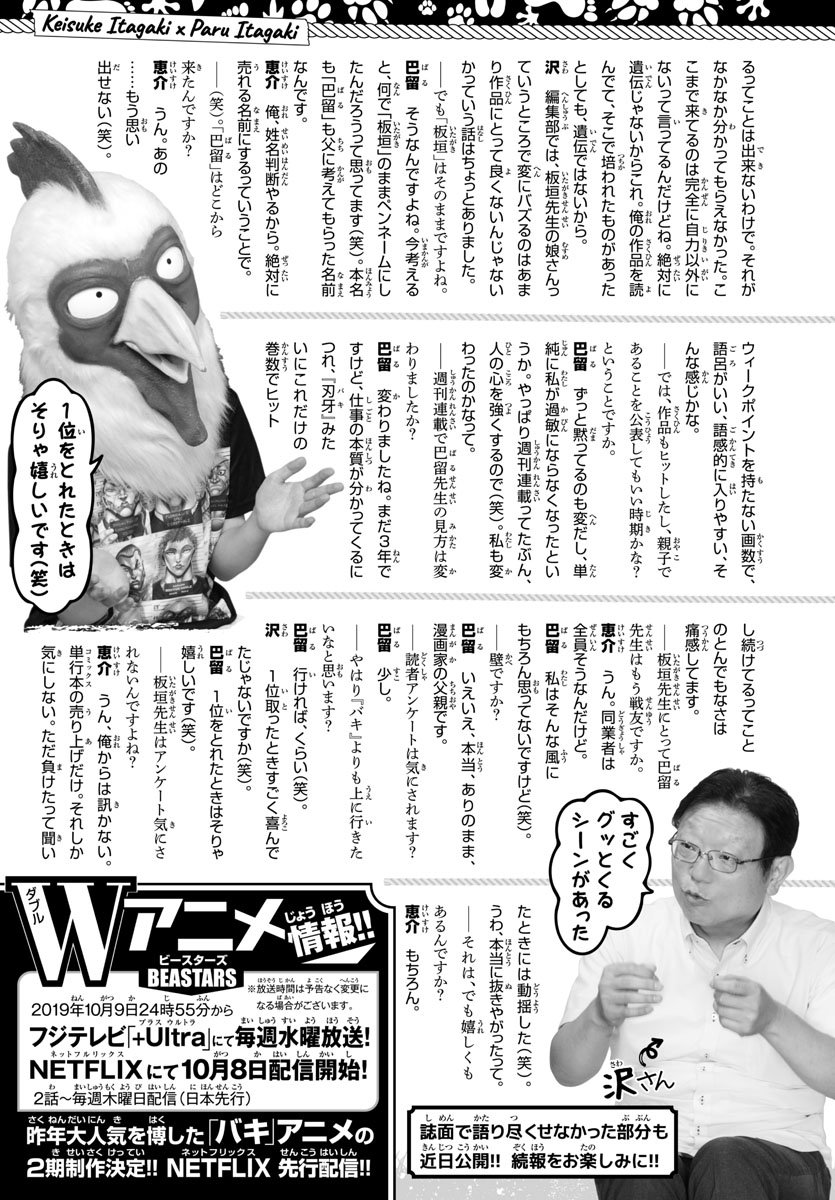 Keisuke Itagaki x Paru Itagaki
るってことは出来ないわけで。それが
なかなか分かってもらえなかった。こ
こまで来てるのは完全に自力以外に
ないって言ってるんだけどね。絶対に
遺伝じゃないからこれ。俺の作品を読
んでて、そこで培われたものがあった
としても、遺伝ではないから。
沢　編集部では、板垣先生の娘さんっ
ていうところで変にバズるのはあま
り作品にとって良くないんじゃない
かっていう話はちょっとありました。
――でも「板垣」はそのままですよね。
巴留　そうなんですよね。今考える
と、何で「板垣」のままペンネームにし
たんだろうって思ってます（笑）。本名
も「巴留」も父に考えてもらった名前
なんです。
恵介　俺、姓名判断やるから。絶対に
売れる名前にするっていうことで。
――（笑）。「巴留」はどこから
来たんですか？
恵介　うん。あの
……もう思い
出せない（笑）。
ウィークポイントを持たない画数で、
語呂がいい、語感的に入りやすい、そ
んな感じかな。
――では、作品もヒットしたし、親子で
あることを公表してもいい時期かな？
ということですか。
巴留　ずっと黙ってるのも変だし、単
純に私が過敏にならなくなったとい
うか。やっぱり週刊連載ってたぶん、
人の心を強くするので（笑）。私も変
わったのかなって。
――週刊連載で巴留先生の見方は変
わりましたか？
巴留　変わりましたね。まだ３年で
すけど、仕事の本質が分かってくるに
つれ、『刃牙』みた
いにこれだけの
巻数でヒット
１位をとれたときは
そりゃ嬉しいです（笑）
し続けてるってこと
のとんでもなさは
痛感してます。
――板垣先生にとって巴留
先生はもう戦友ですか。
恵介　うん。同業者は
全員そうなんだけど。
巴留　私はそんな風に
もちろん思ってないですけど（笑）。
――壁ですか？
巴留　いえいえ、本当、ありのまま、
漫画家の父親です。
――読者アンケートは気にされます？
巴留　少し。
――やはり『バキ』よりも上に行きた
いなと思います？
巴留　行ければ、くらい（笑）。
沢　１位取ったときすごく喜んで
たじゃないですか（笑）。
巴留　１位をとれたときはそりゃ
嬉しいです（笑）。
――板垣先生はアンケート気にさ
れないんですよね？
恵介　うん、俺からは訊かない。
単行本の売り上げだけ。それしか
気にしない。ただ負けたって聞い
すごく
グッとくる
シーンがあった
たときには動揺した（笑）。
うわ、本当に抜きやがったって。
――それは、でも嬉しくも
あるんですか？
恵介　もちろん。
沢さん
誌面で語り尽くせなかった部分も
近日公開!! 続報をお楽しみに!!
Wアニメ情報!!
ビースターズ
BEASTARS
※放送時間は予告なく変更に
なる場合がございます。
2019年10月9日24時55分から
フジテレビ「+Ultra」にて毎週水曜放送!
NETFLIXにて10月8日配信開始!
2話～毎週木曜日配信（日本先行）
昨年大人気を博した「バキ」アニメの
2期制作決定!! NETFLIX 先行配信!!